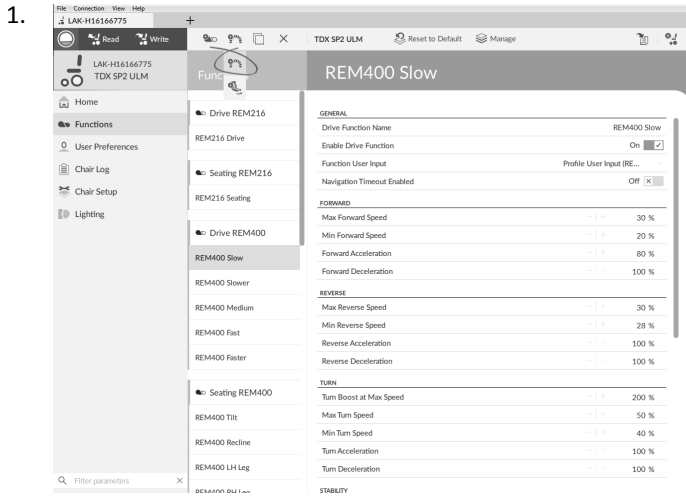 1.
File Connection View Help
LAK-H16166775 +
Read Write TDX SP2 ULM Reset to Default Manage
LAK-H16166775
TDX SP2 ULM
REM400 Slow
Home
Functions
User Preferences
Chair Log
Chair Setup
Lighting
Filter parameters
Drive REM216
REM216 Drive
Seating REM216
REM216 Seating
Drive REM400
REM400 Slow
REM400 Slower
REM400 Medium
REM400 Fast
REM400 Faster
Seating REM400
REM400 Tilt
REM400 Recline
REM400 LH Leg
REM400 RH Leg
GENERAL
Drive Function Name REM400 Slow
Enable Drive Function On
Function User Input Profile User Input (RE...
Navigation Timeout Enabled Off
FORWARD
Max Forward Speed - + 30 %
Min Forward Speed - + 20 %
Forward Acceleration - + 80 %
Forward Deceleration - + 100 %
REVERSE
Max Reverse Speed - + 30 %
Min Reverse Speed - + 28 %
Reverse Acceleration - + 100 %
Reverse Deceleration - + 100 %
TURN
Turn Boost at Max Speed - + 200 %
Max Turn Speed - + 50 %
Min Turn Speed - + 40 %
Turn Acceleration - + 100 %
Turn Deceleration - + 100 %
STABILITY